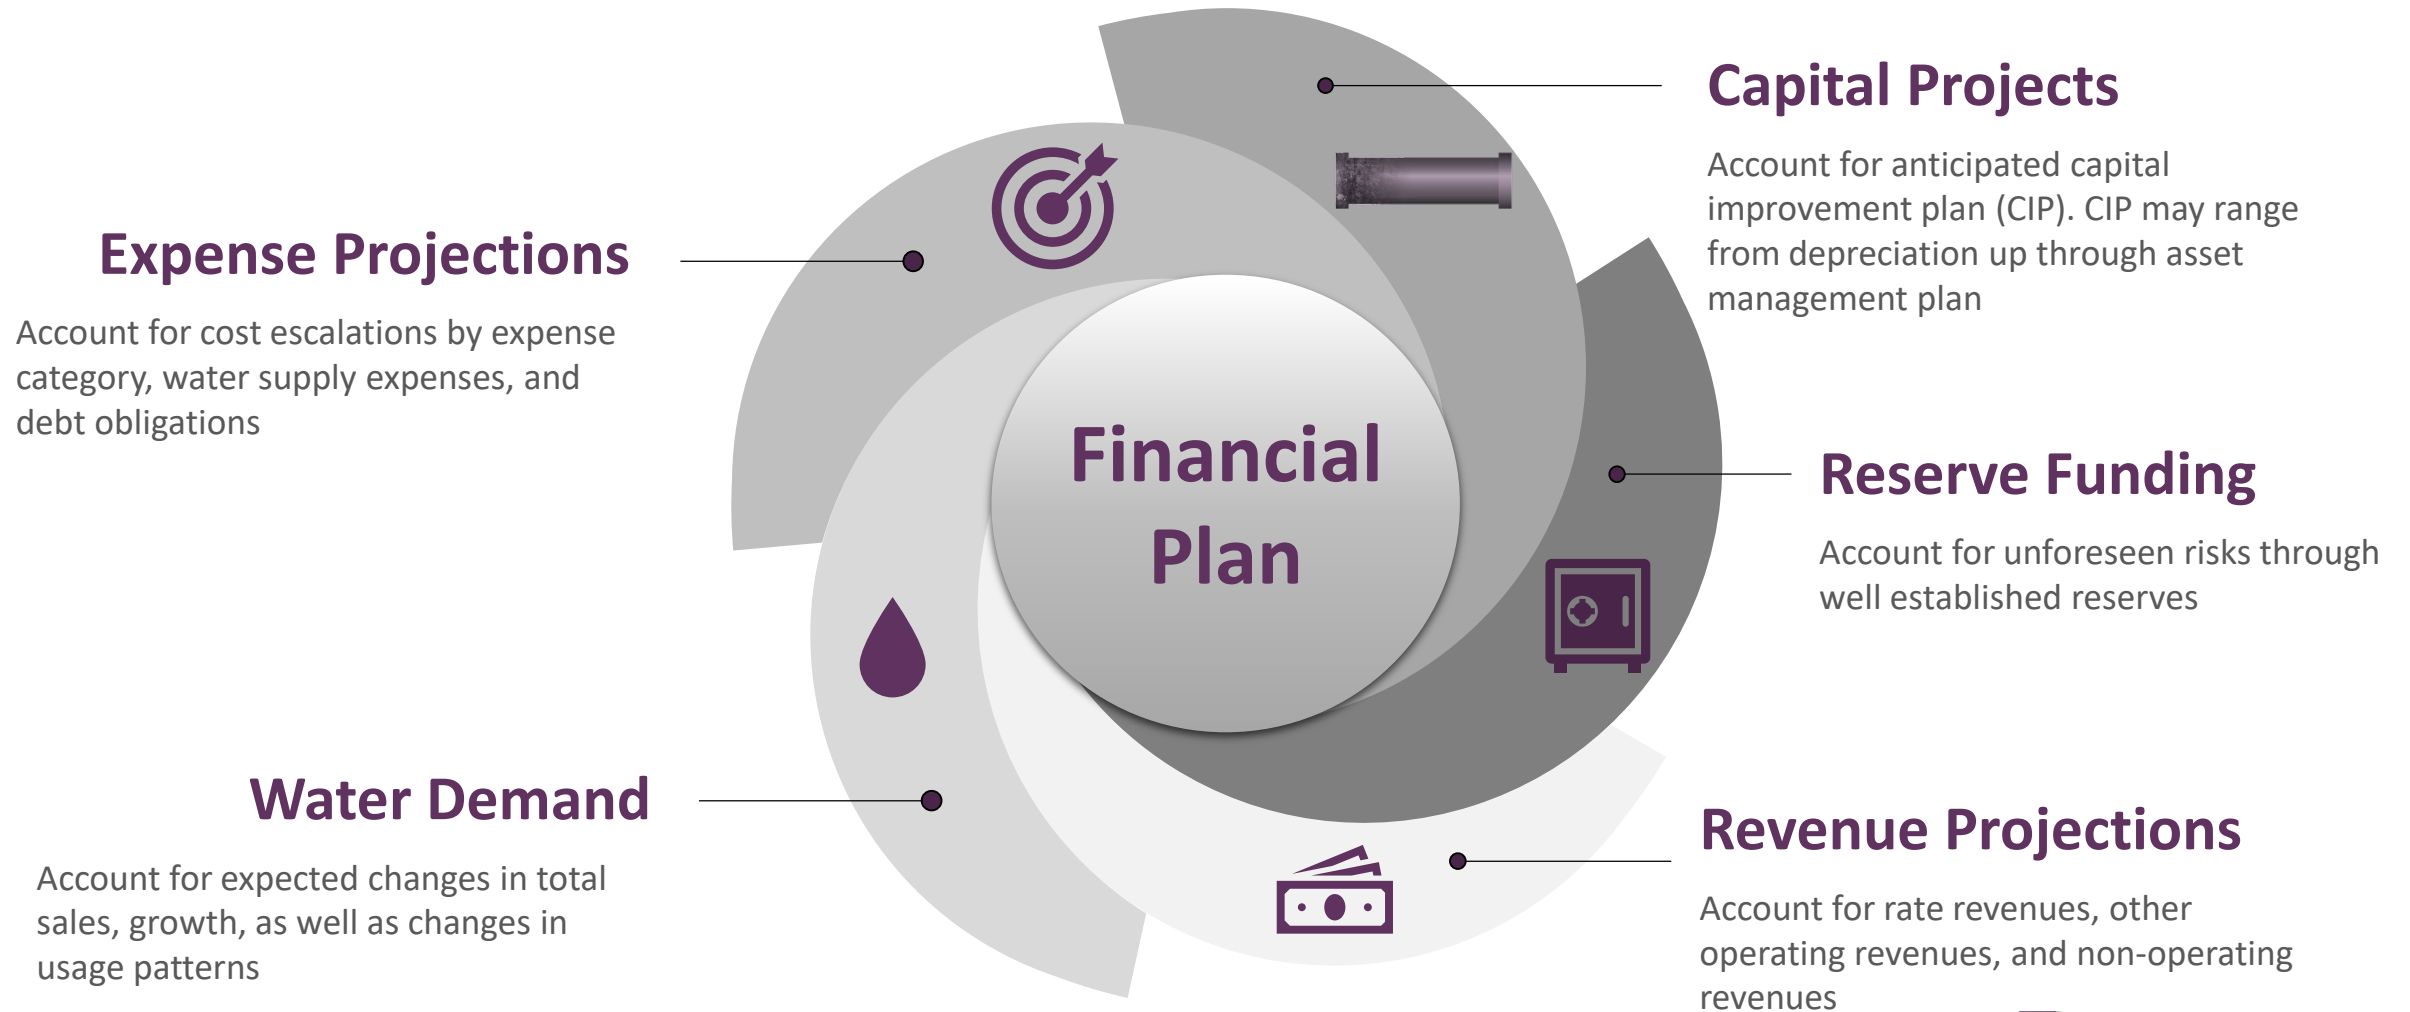 Capital Projects
Account for anticipated capital
improvement plan (CIP). CIP may range
from depreciation up through asset
management plan
Expense Projections
Account for cost escalations by expense
category, water supply expenses, and
debt obligations
Financial
Plan
Reserve Funding
Account for unforeseen risks through
well established reserves
Water Demand
Account for expected changes in total
sales, growth, as well as changes in
usage patterns
Revenue Projections
Account for rate revenues, other
operating revenues, and non-operating
revenues